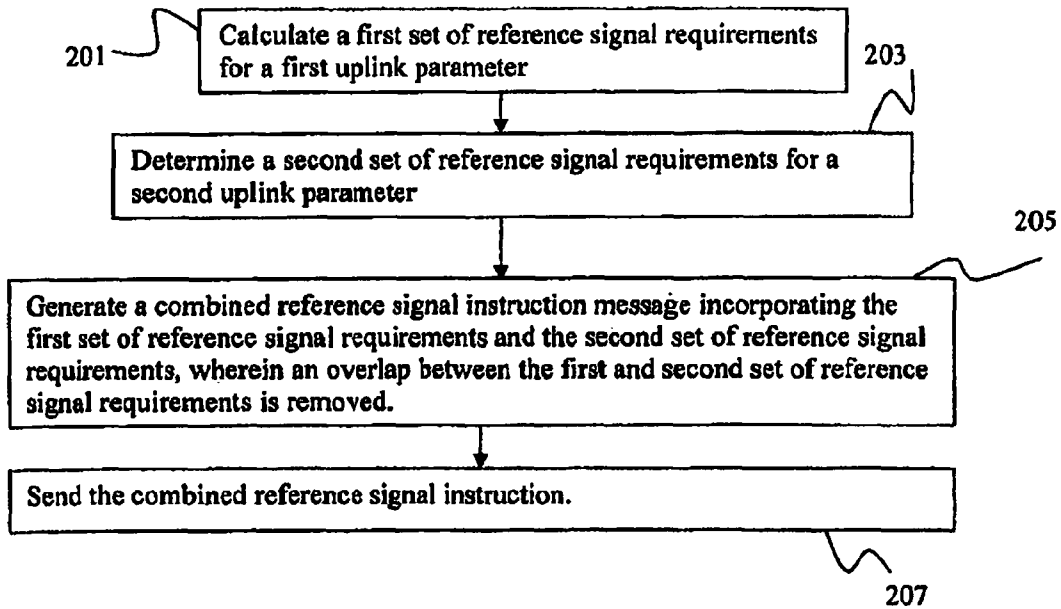 Calculate a first set of reference signal requirements
for a first uplink parameter
201
203
Determine a second set of reference signal requirements for a
second uplink parameter
205
Generate a combined reference signal instruction message incorporating the
first set of reference signal requirements and the second set of reference signal
requirements, wherein an overlap between the first and second set of reference
signal requirements is removed.
Send the combined reference signal instruction.
207